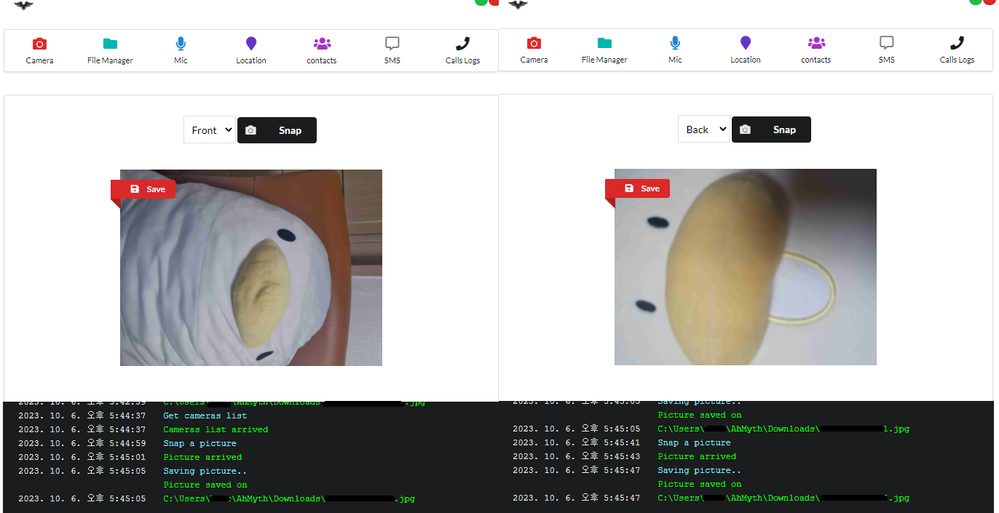 Camera File Manager Mic Location contacts SMS Calls Logs
Front Snap
Save
2023. 10. 6. 오후 5:42:59 C:\Users\ \AhMyth\Downloads .jpg
2023. 10. 6. 오후 5:44:37 Get cameras list
2023. 10. 6. 오후 5:44:37 Cameras list arrived
2023. 10. 6. 오후 5:44:59 Snap a picture
2023. 10. 6. 오후 5:45:01 Picture arrived
2023. 10. 6. 오후 5:45:05 Saving picture..
Picture saved on
2023. 10. 6. 오후 5:45:05 C:\Users\ \AhMyth\Downloads\ .jpg
Camera File Manager Mic Location contacts SMS Calls Logs
Back Snap
Save
2023. 10. 6. 오후 5:45:05 Saving picture..
Picture saved on
2023. 10. 6. 오후 5:45:05 C:\Users\ \AhMyth\Downloads\ 1.jpg
2023. 10. 6. 오후 5:45:41 Snap a picture
2023. 10. 6. 오후 5:45:43 Picture arrived
2023. 10. 6. 오후 5:45:47 Saving picture..
Picture saved on
2023. 10. 6. 오후 5:45:47 C:\Users\ \AhMyth\Downloads\ .jpg